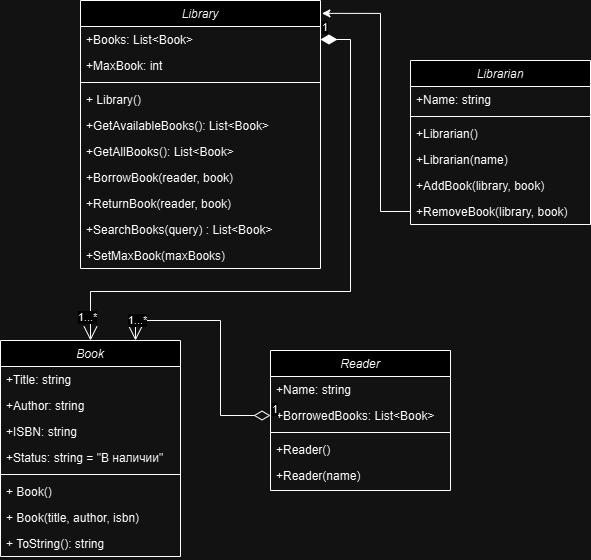 Library
+Books: List<Book>
+MaxBook: int
+ Library()
+GetAvailableBooks(): List<Book>
+GetAllBooks(): List<Book>
+BorrowBook(reader, book)
+ReturnBook(reader, book)
+SearchBooks(query) : List<Book>
+SetMaxBook(maxBooks)
1
Librarian
+Name: string
+Librarian()
+Librarian(name)
+AddBook(library, book)
+RemoveBook(library, book)
1...*
1...*
Book
+Title: string
+Author: string
+ISBN: string
+Status: string = "В наличии"
+ Book()
+ Book(title, author, isbn)
+ ToString(): string
Reader
+Name: string
1
+BorrowedBooks: List<Book>
+Reader()
+Reader(name)